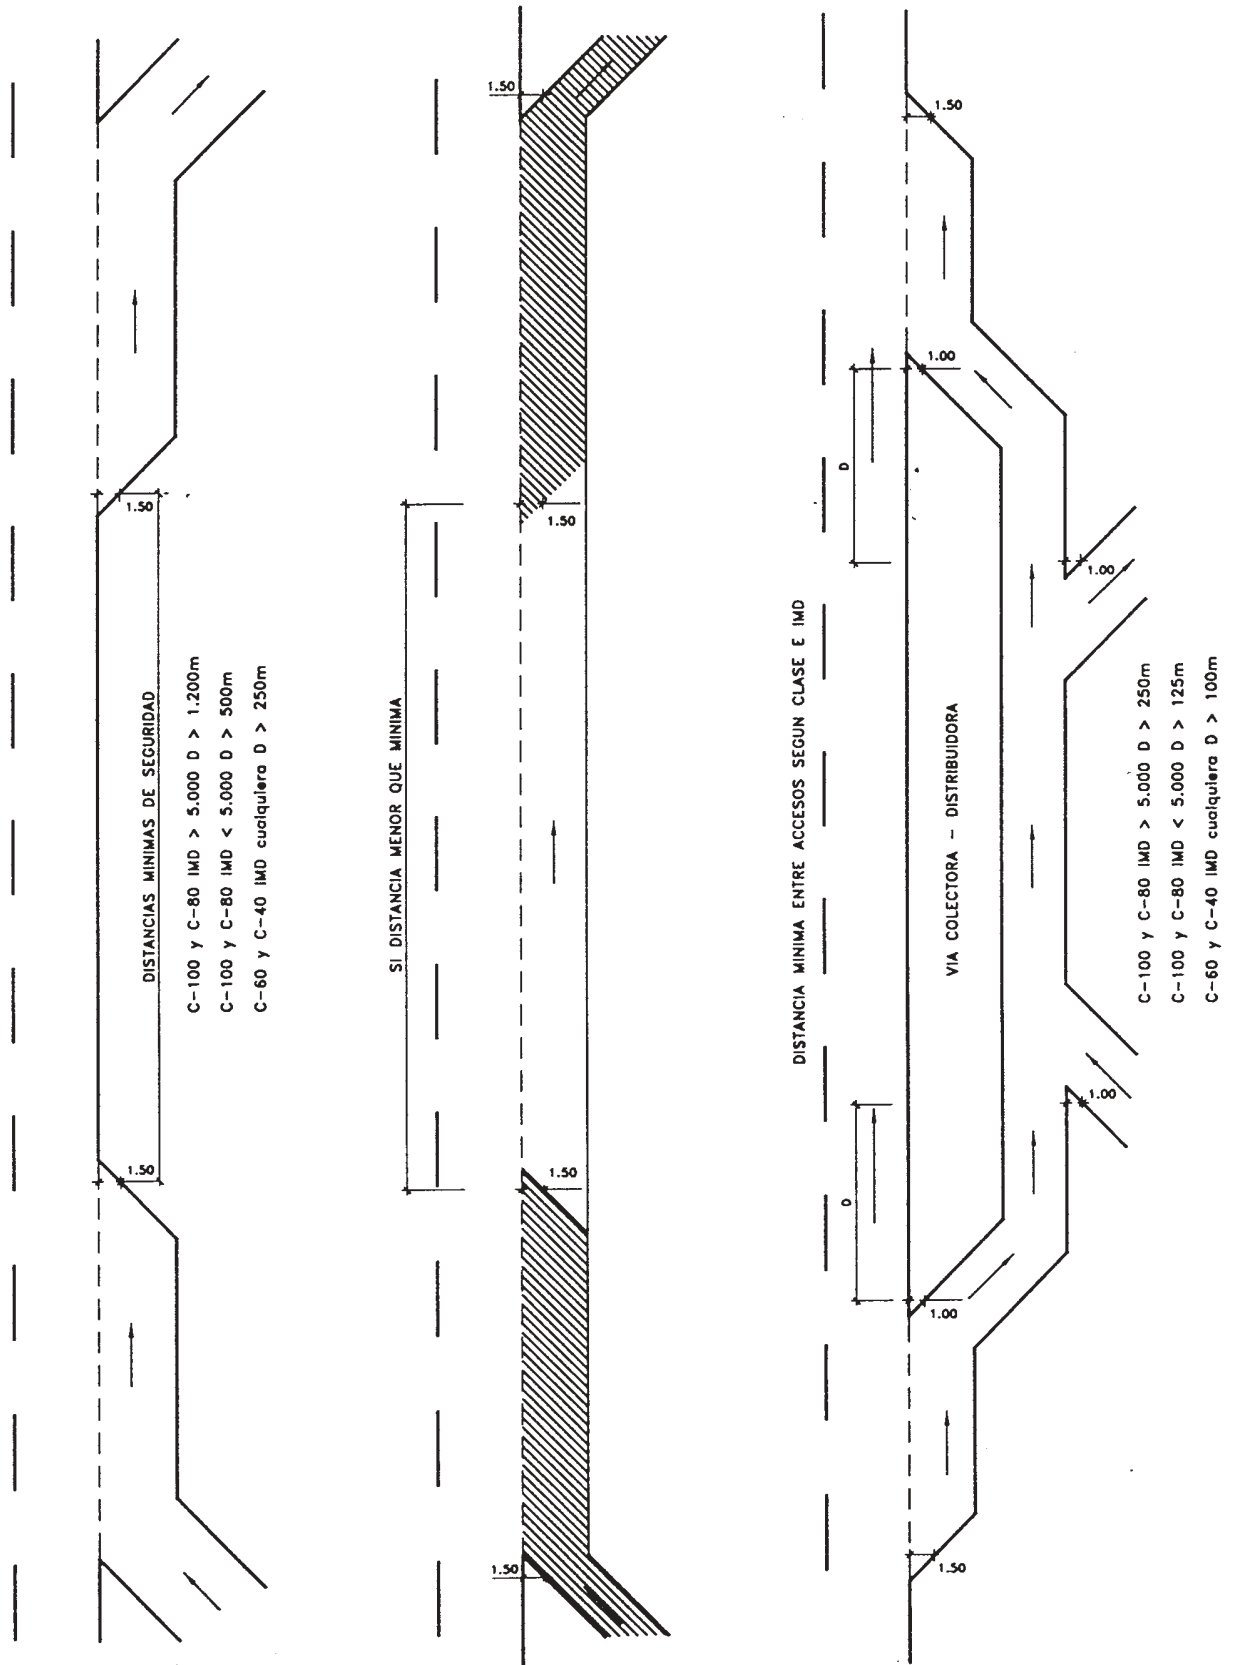 1.50
1.50
DISTANCIAS MINIMAS DE SEGURIDAD
C-100 y C-80 IMD > 5.000 D > 1.200m
C-100 y C-80 IMD < 5.000 D > 500m
C-60 y C-40 IMD cualquiera D > 250m
SI DISTANCIA MENOR QUE MINIMA
1.50
1.50
1.50
1.50
DISTANCIA MINIMA ENTRE ACCESOS SEGUN CLASE E IMD
D
D
1.50
1.00
1.00
1.00
1.00
1.50
VIA COLECTORA - DISTRIBUIDORA
C-100 y C-80 IMD > 5.000 D > 250m
C-100 y C-80 IMD < 5.000 D > 125m
C-60 y C-40 IMD cualquiera D > 100m